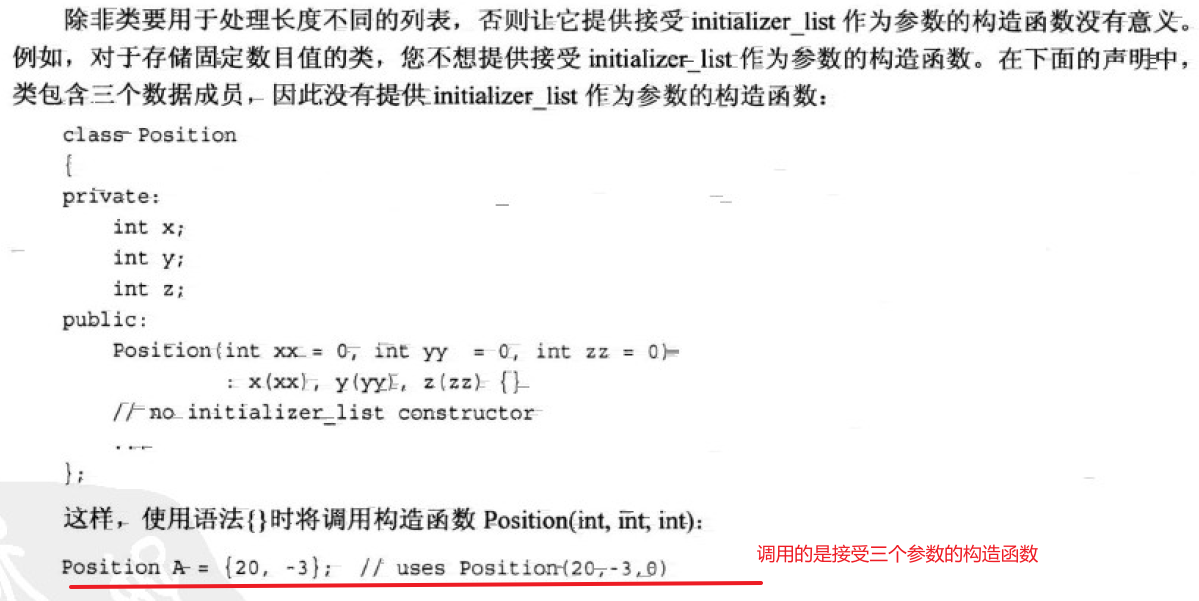 除非类要用于处理长度不同的列表，否则让它提供接受 initializer_list 作为参数的构造函数没有意义。
例如，对于存储固定数目值的类，您不想提供接受 initializer_list 作为参数的构造函数。在下面的声明中，
类包含三个数据成员，因此没有提供 initializer_list 作为参数的构造函数：
class Position
{
private:
int x;
int y;
int z;
public:
Position(int xx = 0, int yy = 0, int zz = 0)
: x(xx), y(yy), z(zz) {}
// no initializer_list constructor
...
};
这样，使用语法{}时将调用构造函数 Position(int, int, int)：
Position A = {20, -3}; // uses Position(20,-3,0)
调用的是接受三个参数的构造函数